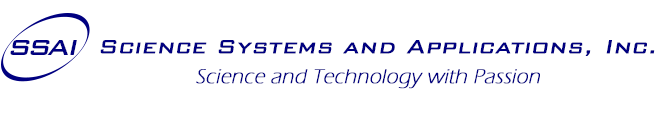 SSAI SCIENCE SYSTEMS AND APPLICATIONS, INC.
Science and Technology with Passion